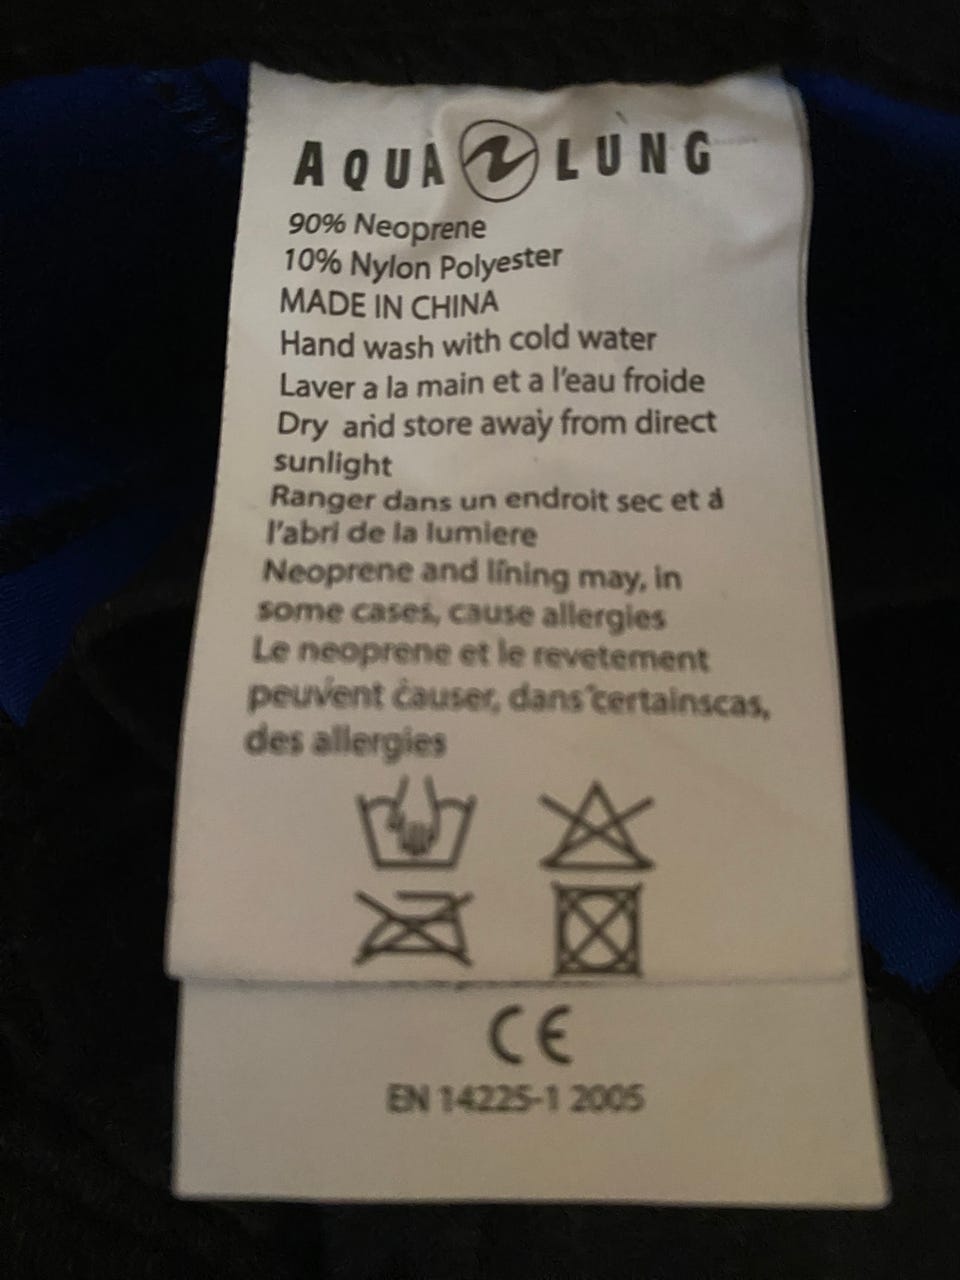 AQUA LUNG
90% Neoprene
10% Nylon Polyester
MADE IN CHINA
Hand wash with cold water
Laver a la main et a l'eau froide
Dry and store away from direct
sunlight
Ranger dans un endroit sec et á
l'abri de la lumiere
Neoprene and lining may, in
some cases, cause allergies
Le neoprene et le revetement
peuvent causer, dans certainscas,
des allergies
CE
EN 14225-1 2005